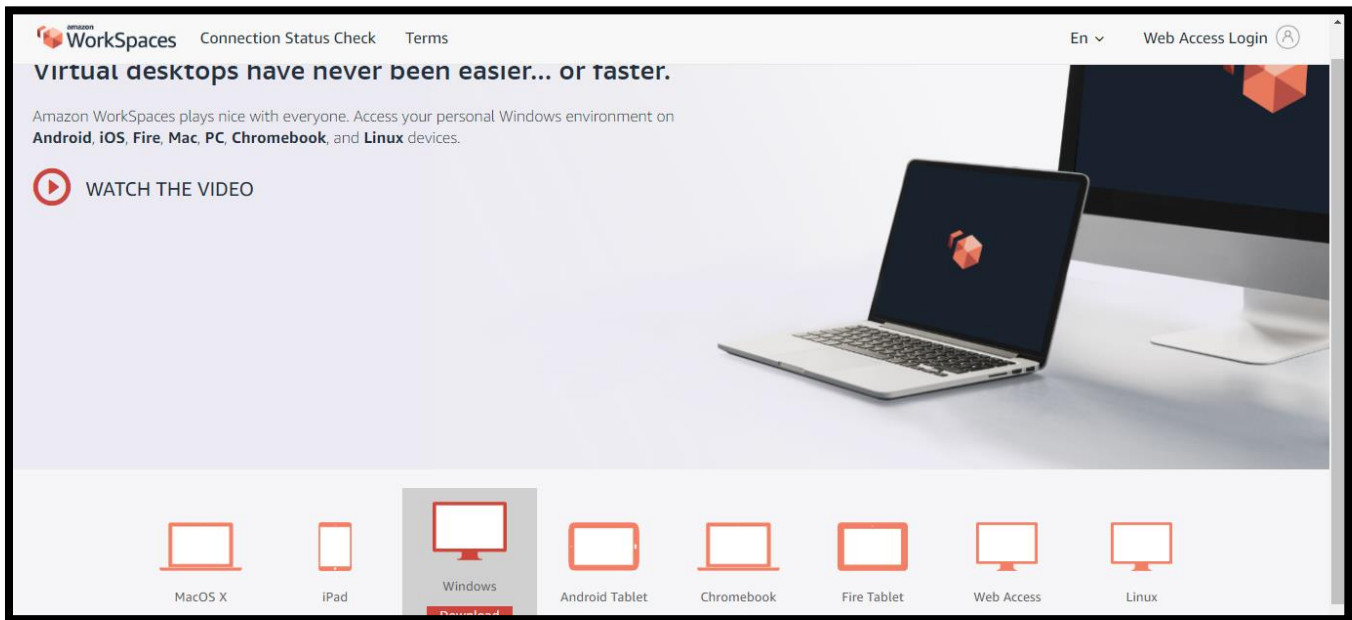 amazon
WorkSpaces Connection Status Check Terms En Web Access Login
Virtual desktops have never been easier... or faster.
Amazon WorkSpaces plays nice with everyone. Access your personal Windows environment on
Android, iOS, Fire, Mac, PC, Chromebook, and Linux devices.
WATCH THE VIDEO
MacOS X iPad Windows Android Tablet Chromebook Fire Tablet Web Access Linux
Download